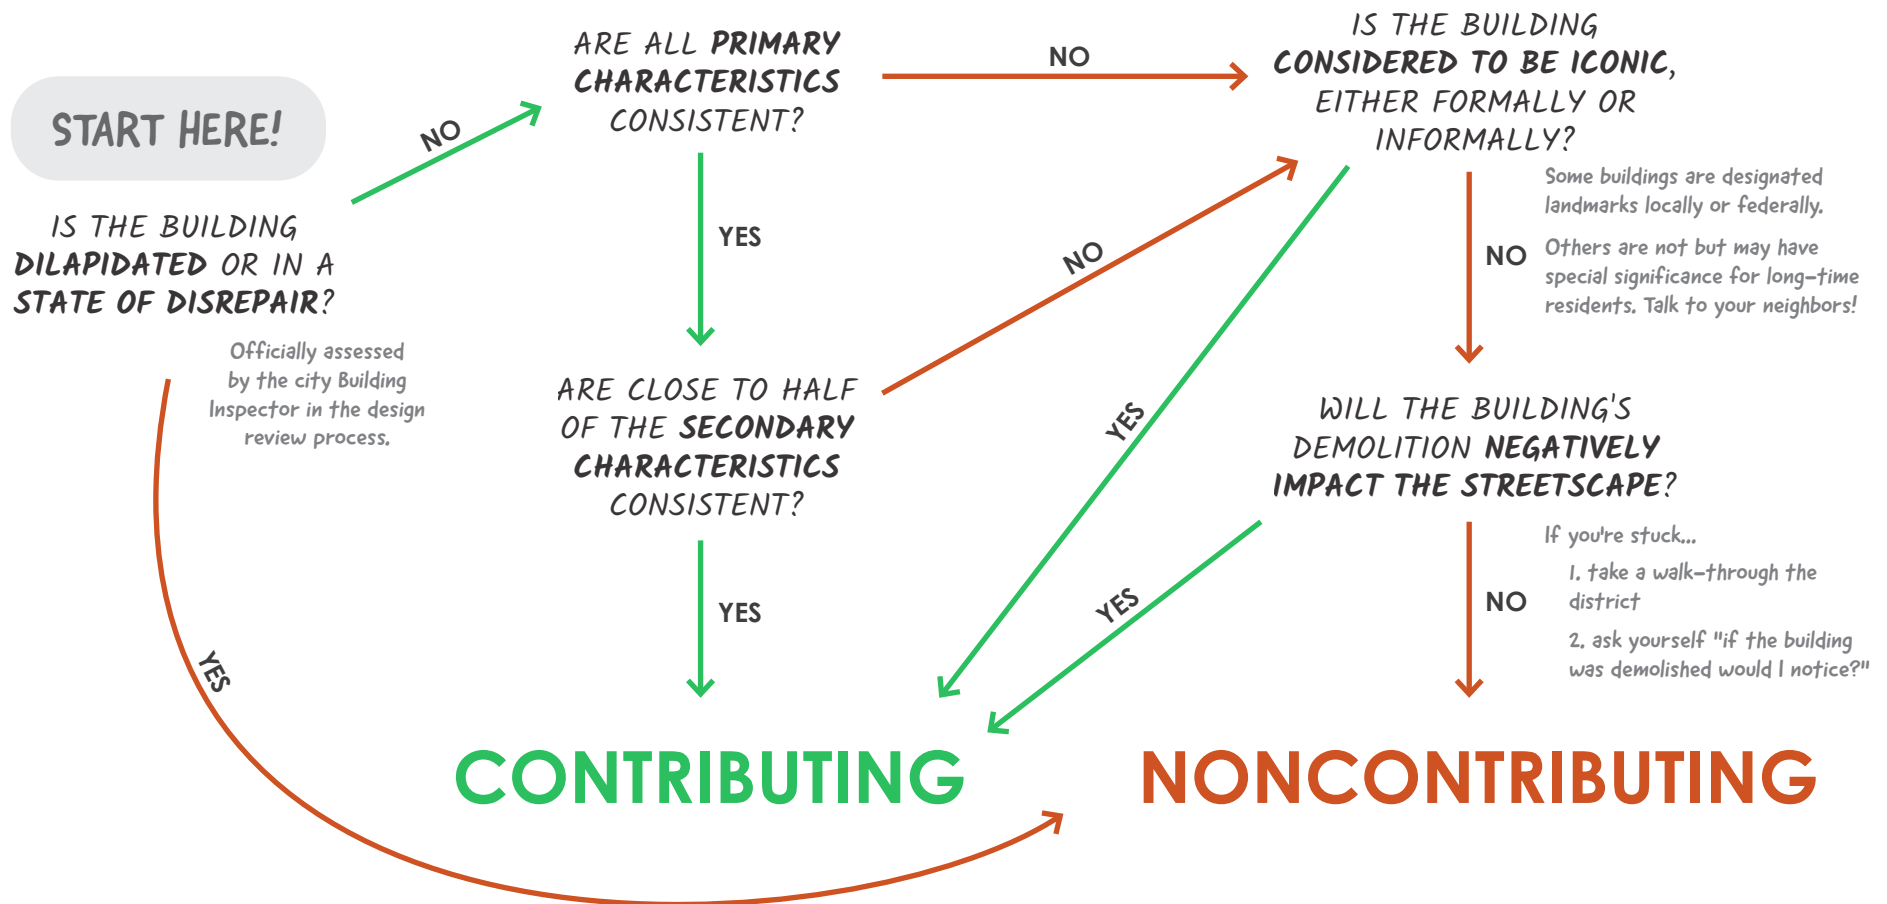 START HERE!
IS THE BUILDING
DILAPIDATED OR IN A
STATE OF DISREPAIR?
Officially assessed
by the city Building
Inspector in the design
review process.
NO
YES
ARE ALL PRIMARY
CHARACTERISTICS
CONSISTENT?
NO
YES
ARE CLOSE TO HALF
OF THE SECONDARY
CHARACTERISTICS
CONSISTENT?
NO
YES
IS THE BUILDING
CONSIDERED TO BE ICONIC,
EITHER FORMALLY OR
INFORMALLY?
Some buildings are designated
landmarks locally or federally.
Others are not but may have
special significance for long-time
residents. Talk to your neighbors!
YES
NO
WILL THE BUILDING'S
DEMOLITION NEGATIVELY
IMPACT THE STREETSCAPE?
If you're stuck...
1. take a walk-through the
district
2. ask yourself "if the building
was demolished would I notice?"
YES
NO
CONTRIBUTING
NONCONTRIBUTING